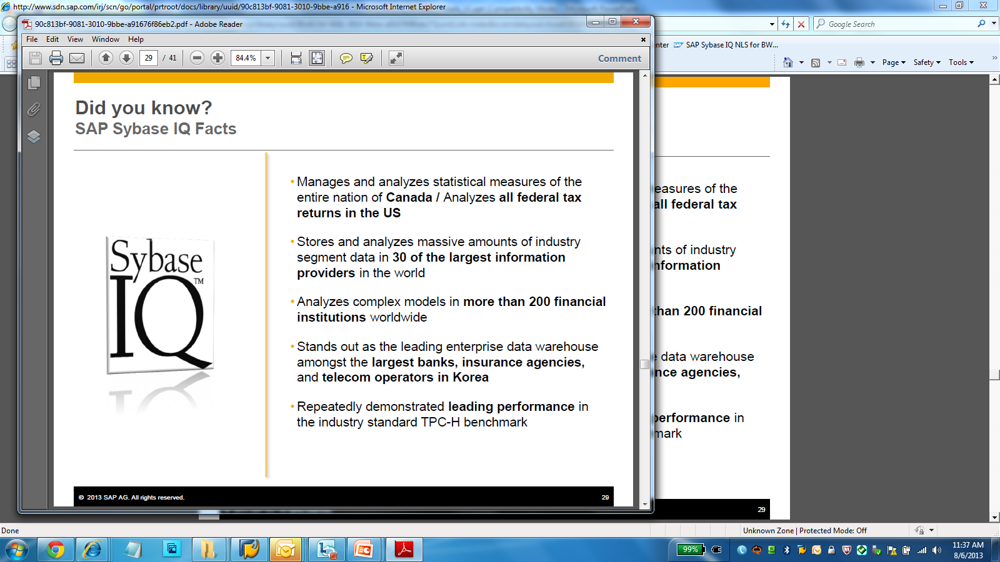 http://www.sdn.sap.com/irj/scn/go/portal/prtroot/docs/library/uuid/90c813bf-9081-3010-9bbe-a916 - Microsoft Internet Explorer
90c813bf-9081-3010-9bbe-a91676f86eb2.pdf - Adobe Reader
Google Search
File Edit View Window Help
nter SAP Sybase IQ NLS for BW...
29 / 41 84.4% Comment
Page Safety Tools
Did you know?
SAP Sybase IQ Facts
• Manages and analyzes statistical measures of the
entire nation of Canada / Analyzes all federal tax
returns in the US
• Stores and analyzes massive amounts of industry
segment data in 30 of the largest information
providers in the world
• Analyzes complex models in more than 200 financial
institutions worldwide
• Stands out as the leading enterprise data warehouse
amongst the largest banks, insurance agencies,
and telecom operators in Korea
• Repeatedly demonstrated leading performance in
the industry standard TPC-H benchmark
Sybase
IQ™
© 2013 SAP AG. All rights reserved. 29
easures of the
all federal tax
nts of industry
nformation
than 200 financial
e data warehouse
nce agencies,
performance in
mark
29
Done
Unknown Zone | Protected Mode: Off
99%
11:37 AM
8/6/2013